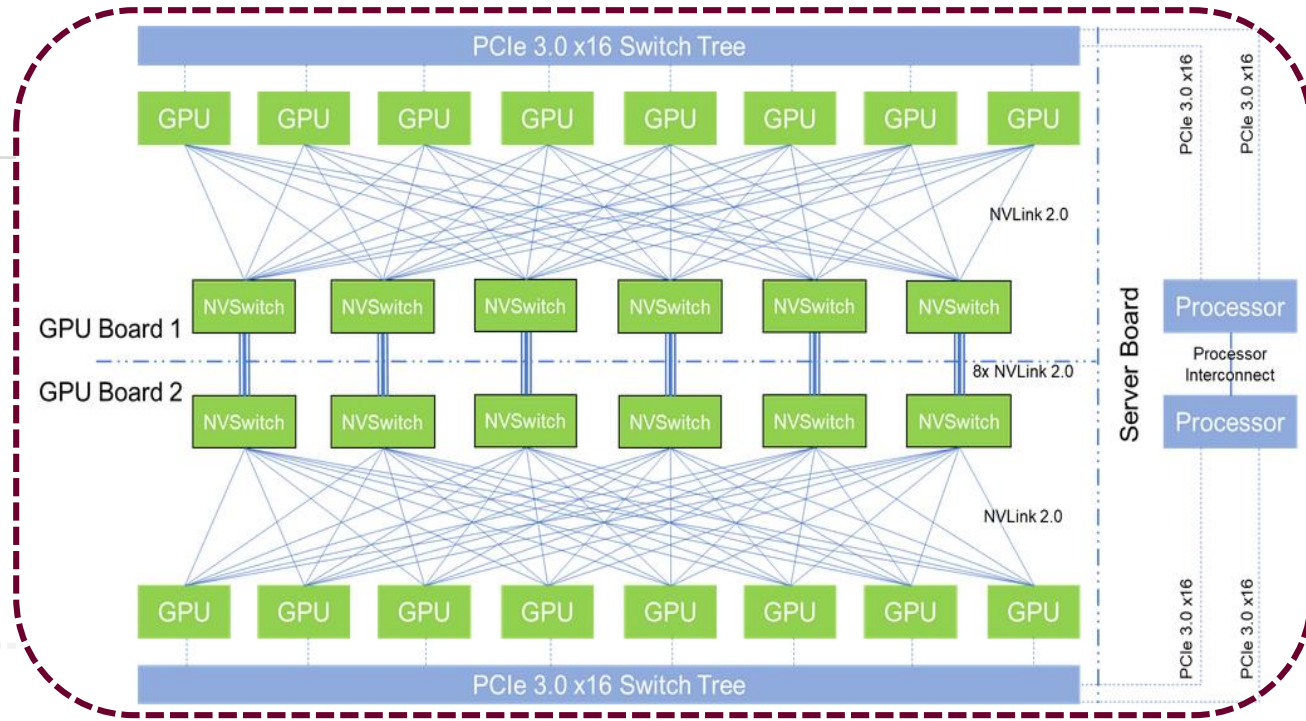 PCIe 3.0 x16 Switch Tree
GPU GPU GPU GPU GPU GPU GPU GPU
PCIe 3.0 x16
PCIe 3.0 x16
NVLink 2.0
NVSwitch NVSwitch NVSwitch NVSwitch NVSwitch NVSwitch
GPU Board 1
8x NVLink 2.0
GPU Board 2
NVSwitch NVSwitch NVSwitch NVSwitch NVSwitch NVSwitch
NVLink 2.0
GPU GPU GPU GPU GPU GPU GPU GPU
PCIe 3.0 x16 Switch Tree
Server Board
Processor
Processor
Interconnect
Processor
PCIe 3.0 x16
PCIe 3.0 x16